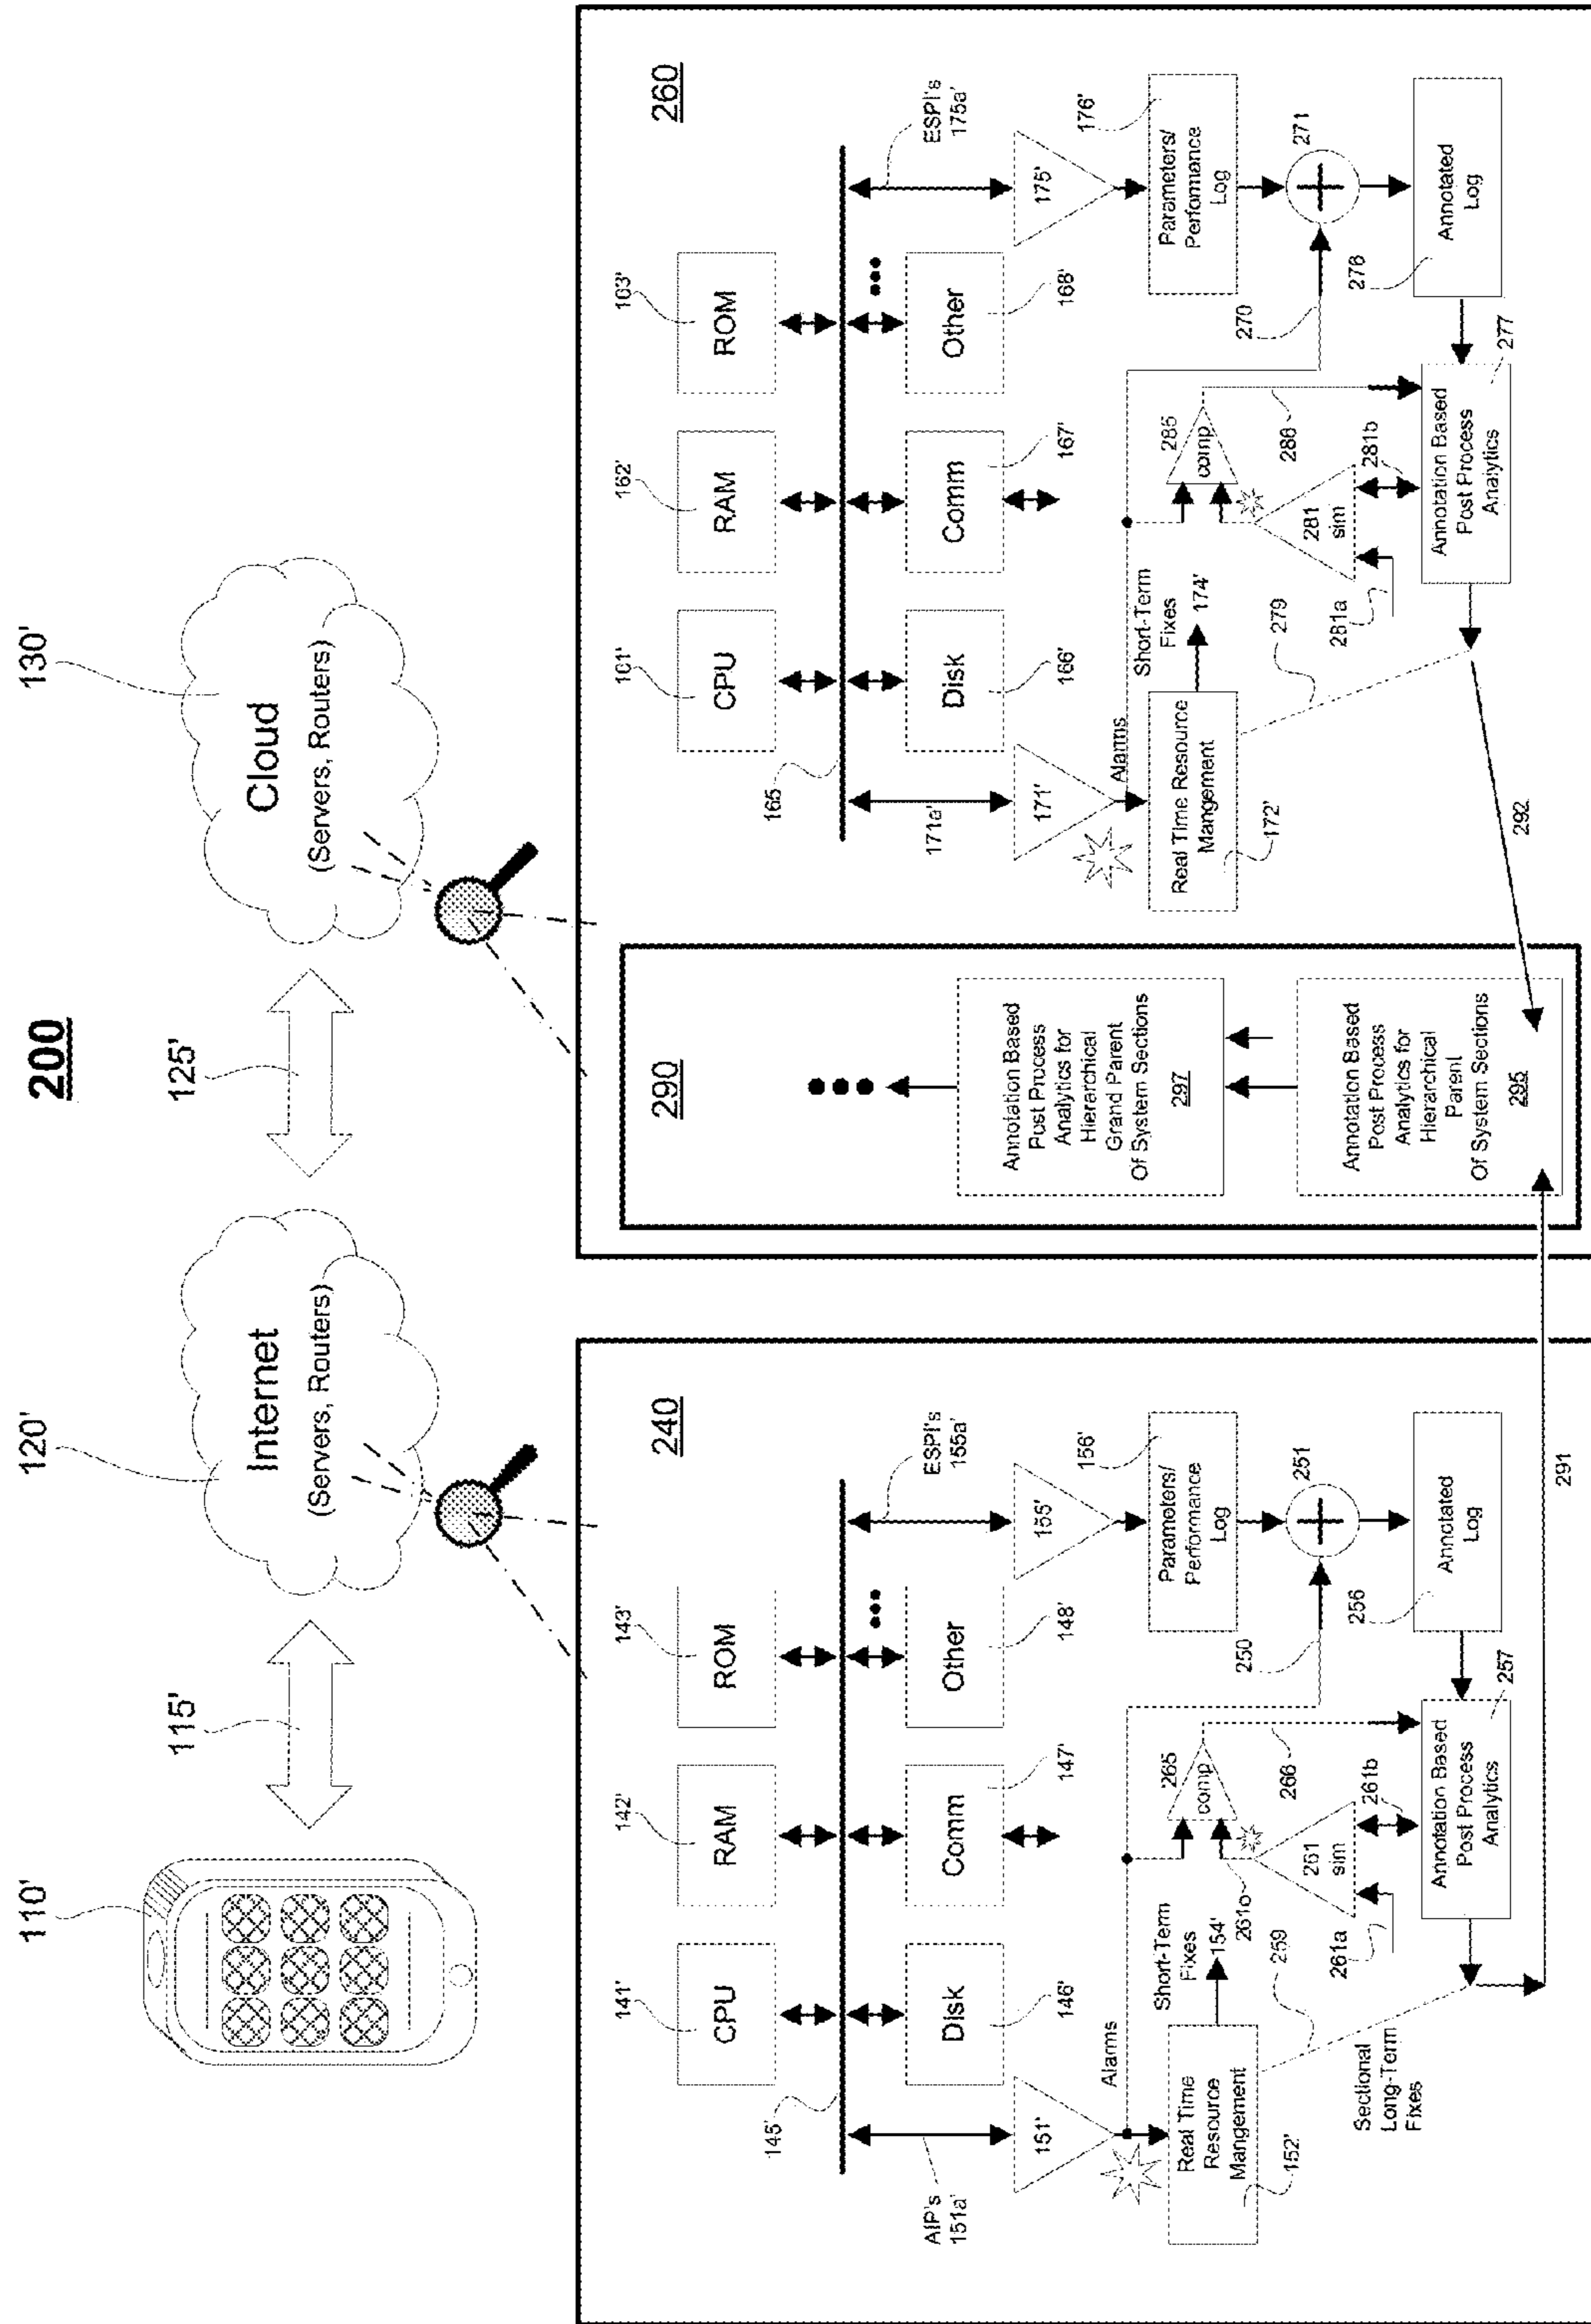 200
110'
115'
120'
125'
130'
Internet
(Servers, Routers)
Cloud
(Servers, Routers)
240
141'
CPU
142'
RAM
143'
ROM
145'
Disk
146'
Comm
147'
Other
148'
AIP's
151a'
151'
ESPI's
155a'
155'
Alarms
Real Time
Resource
Mangement
152'
Short-Term
Fixes
154'
Parameters/
Performance
Log
156'
250
251
265
comp
266
261
sim
261o
261a
261b
259
Sectional
Long-Term
Fixes
Annotated
Log
256
Annotation Based
Post Process
Analytics
257
291
290
Annotation Based
Post Process
Analytics for
Hierarchical
Grand Parent
Of System Sections
297
Annotation Based
Post Process
Analytics for
Hierarchical
Parent
Of System Sections
295
292
260
161'
CPU
162'
RAM
163'
ROM
165
Disk
166'
Comm
167'
Other
168'
171a'
171'
ESPI's
175a'
175'
Alarms
Real Time Resource
Mangement
172'
Short-Term
Fixes
174'
Parameters/
Performance
Log
176'
270
271
285
comp
286
281
sim
281a
281b
279
Annotated
Log
276
Annotation Based
Post Process
Analytics
277